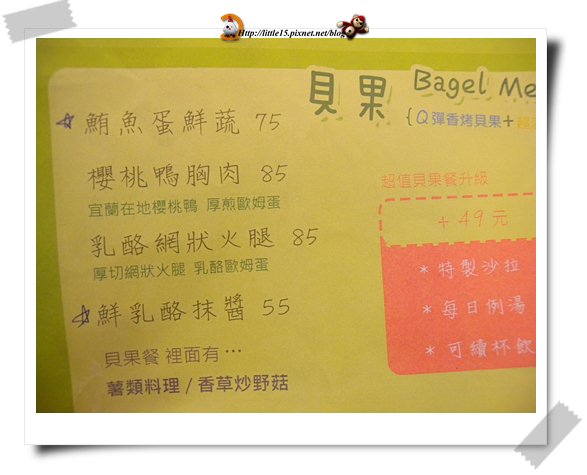 Http://little15.pixnet.net/blog
貝果 Bagel Me
{Q彈香烤貝果+
☆ 鮪魚蛋鮮蔬 75
櫻桃鴨胸肉 85
宜蘭在地櫻桃鴨 厚煎歐姆蛋
乳酪網狀火腿 85
厚切網狀火腿 乳酪歐姆蛋
☆ 鮮乳酪抹醬 55
貝果餐 裡面有…
薯類料理 / 香草炒野菇
超值貝果餐升級
+49元
* 特製沙拉
* 每日例湯
* 可續杯飲